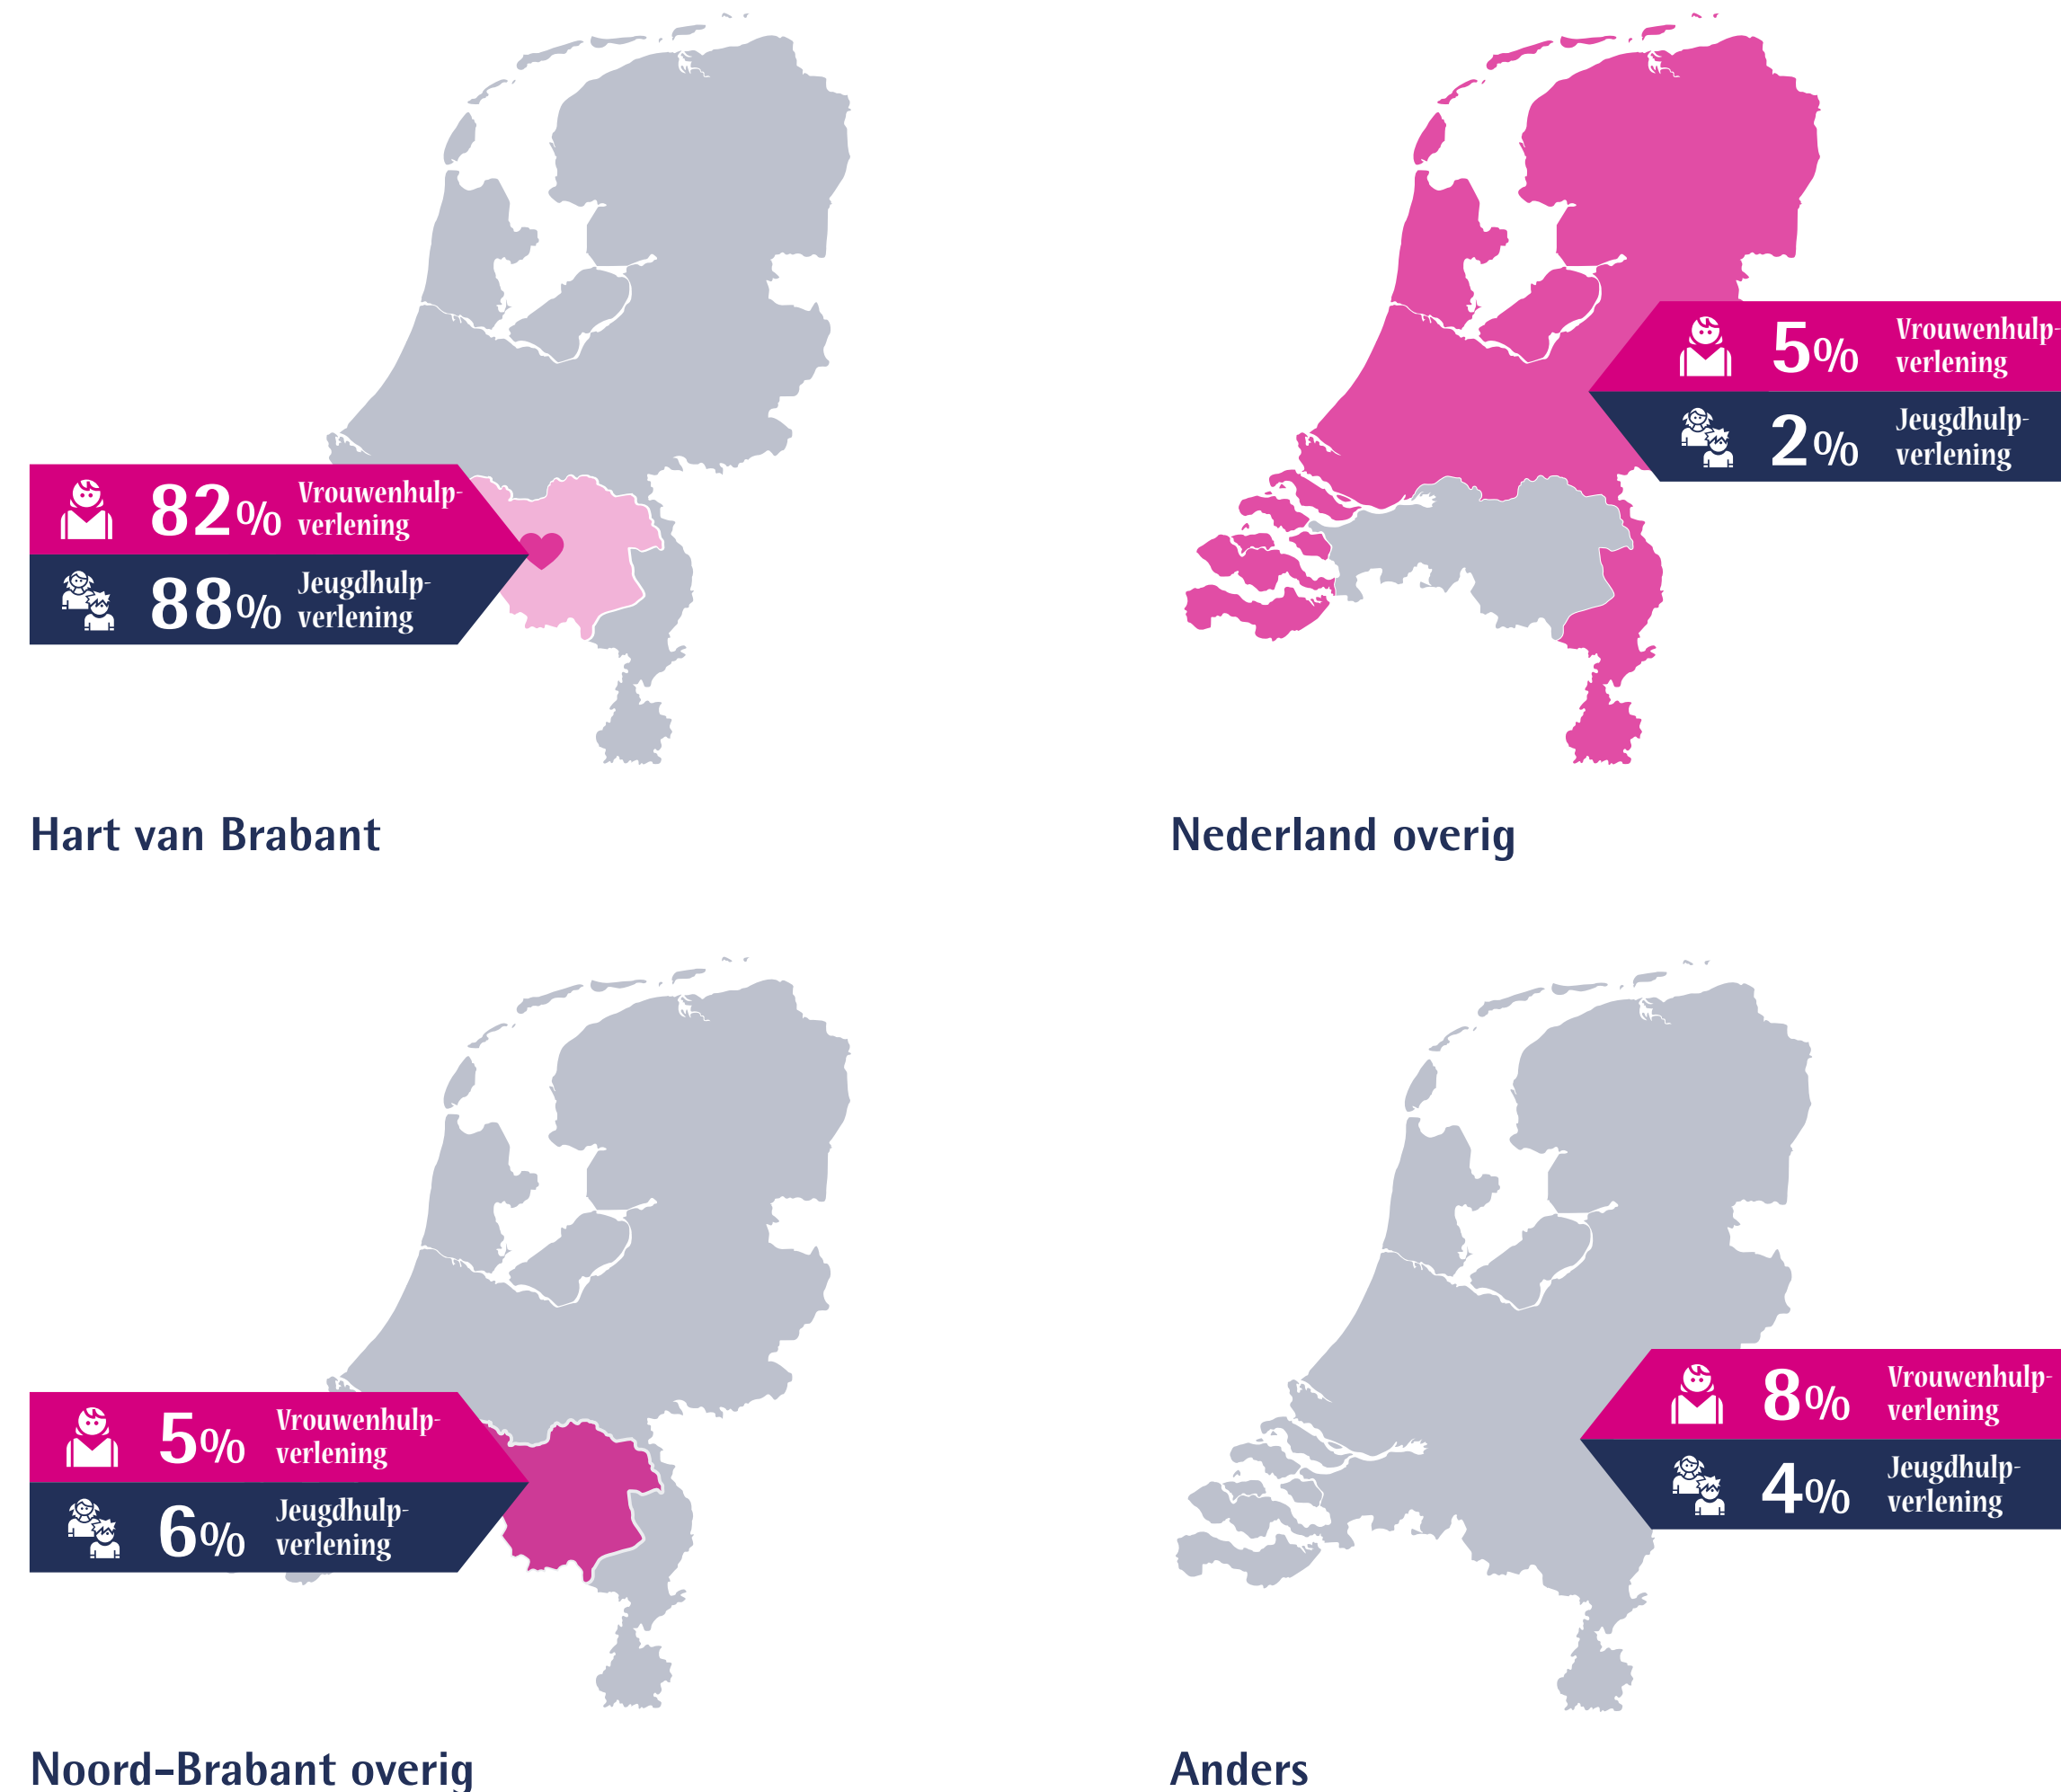 5% Vrouwenhulp-
verlening
2% Jeugdhulp-
verlening
82% Vrouwenhulp-
verlening
88% Jeugdhulp-
verlening
Hart van Brabant
Nederland overig
5% Vrouwenhulp-
verlening
6% Jeugdhulp-
verlening
8% Vrouwenhulp-
verlening
4% Jeugdhulp-
verlening
Noord-Brabant overig
Anders